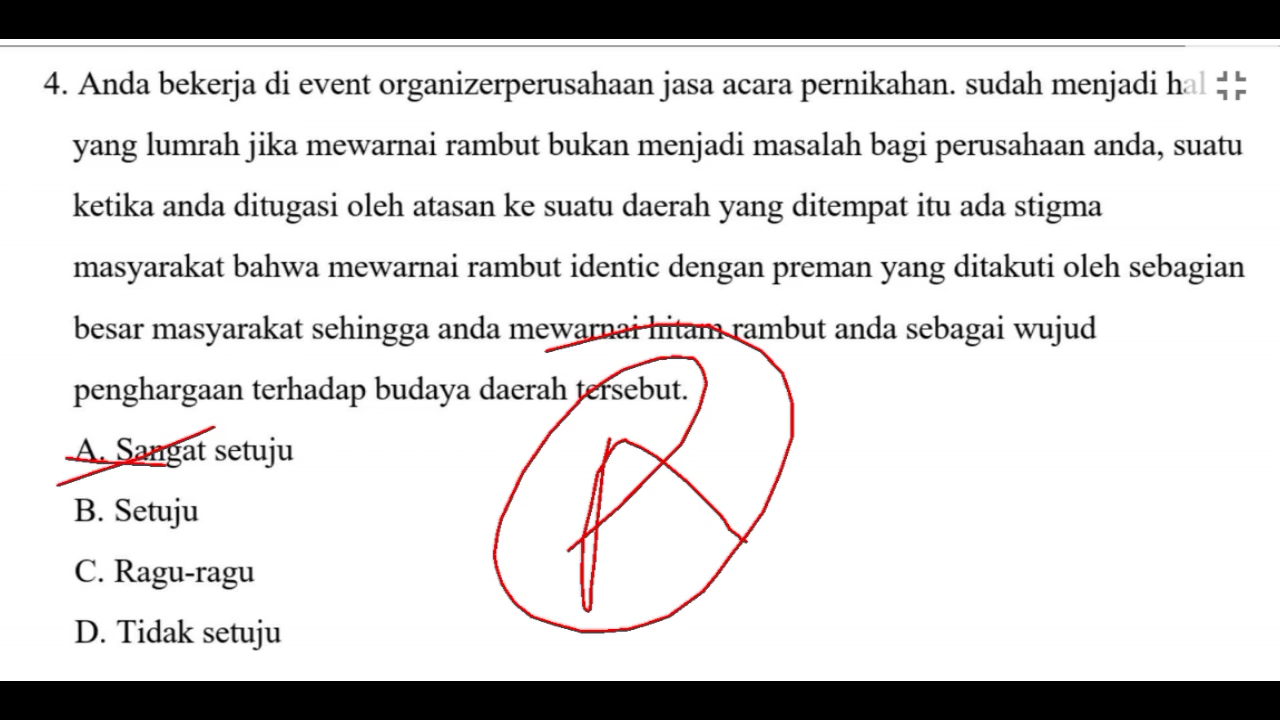 4. Anda bekerja di event organizerperusahaan jasa acara pernikahan. sudah menjadi hal
yang lumrah jika mewarnai rambut bukan menjadi masalah bagi perusahaan anda, suatu
ketika anda ditugasi oleh atasan ke suatu daerah yang ditempat itu ada stigma
masyarakat bahwa mewarnai rambut identic dengan preman yang ditakuti oleh sebagian
besar masyarakat sehingga anda mewarnai hitam rambut anda sebagai wujud
penghargaan terhadap budaya daerah tersebut.
A. Sangat setuju
B. Setuju
C. Ragu-ragu
D. Tidak setuju